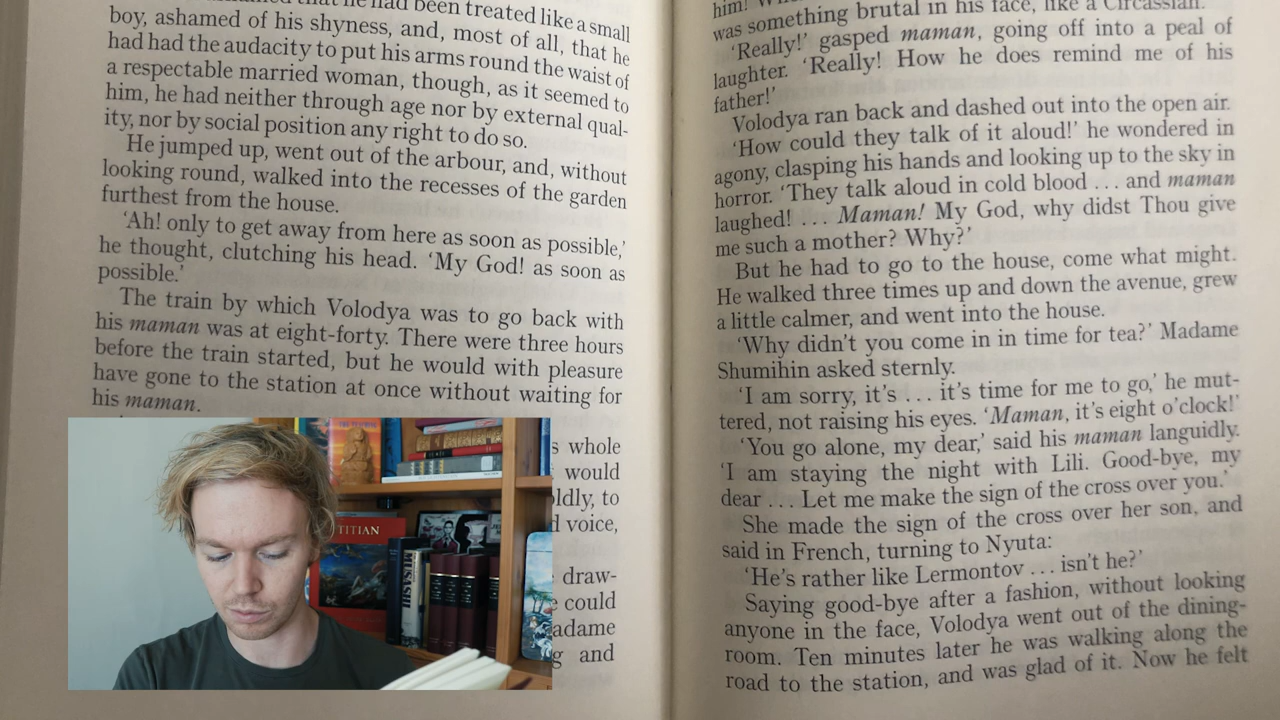 that he had been treated like a small
boy, ashamed of his shyness, and, most of all, that he
had had the audacity to put his arms round the waist of
a respectable married woman, though, as it seemed to
him, he had neither through age nor by external qual-
ity, nor by social position any right to do so.
He jumped up, went out of the arbour, and, without
looking round, walked into the recesses of the garden
furthest from the house.
‘Ah! only to get away from here as soon as possible,’
he thought, clutching his head. ‘My God! as soon as
possible.’
The train by which Volodya was to go back with
his maman was at eight-forty. There were three hours
before the train started, but he would with pleasure
have gone to the station at once without waiting for
his maman.
whole
would
to
voice,
draw-
could
and
him!
was something brutal in his face, like a Circassian.
‘Really!’ gasped maman, going off into a peal of
laughter. ‘Really! How he does remind me of his
father!’
Volodya ran back and dashed out into the open air.
‘How could they talk of it aloud!’ he wondered in
agony, clasping his hands and looking up to the sky in
horror. ‘They talk aloud in cold blood ... and maman
laughed! ... Maman! My God, why didst Thou give
me such a mother? Why?’
But he had to go to the house, come what might.
He walked three times up and down the avenue, grew
a little calmer, and went into the house.
‘Why didn’t you come in in time for tea?’ Madame
Shumihin asked sternly.
‘I am sorry, it’s ... it’s time for me to go,’ he mut-
tered, not raising his eyes. ‘Maman, it’s eight o’clock!’
‘You go alone, my dear,’ said his maman languidly.
‘I am staying the night with Lili. Good-bye, my
dear ... Let me make the sign of the cross over you.’
She made the sign of the cross over her son, and
said in French, turning to Nyuta:
‘He’s rather like Lermontov ... isn’t he?’
Saying good-bye after a fashion, without looking
anyone in the face, Volodya went out of the dining-
room. Ten minutes later he was walking along the
road to the station, and was glad of it. Now he felt
TITIAN
MUSASHI